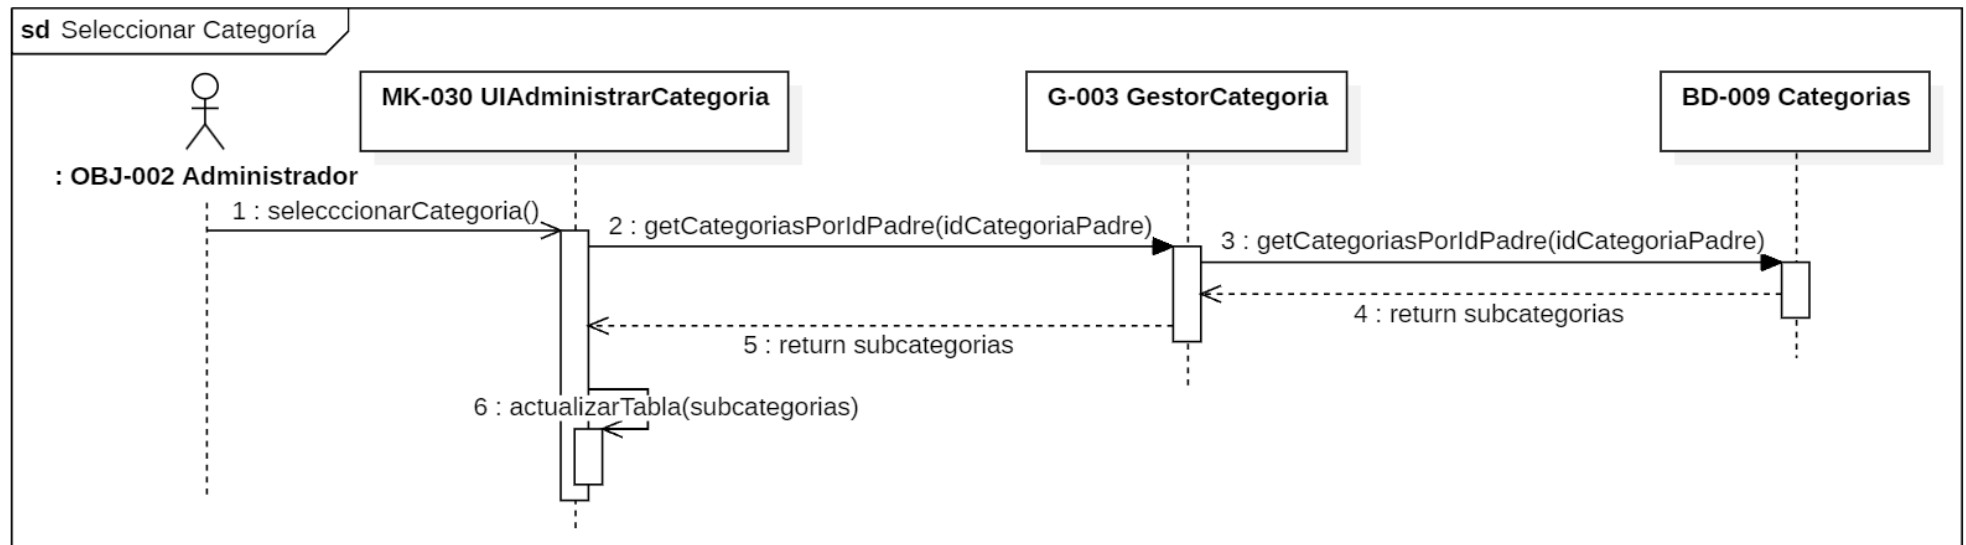 sd Seleccionar Categoría
MK-030 UIAdministrarCategoria
G-003 GestorCategoria
BD-009 Categorias
: OBJ-002 Administrador
1 : selecccionarCategoria()
2 : getCategoriasPorIdPadre(idCategoriaPadre)
3 : getCategoriasPorIdPadre(idCategoriaPadre)
4 : return subcategorias
5 : return subcategorias
6 : actualizarTabla(subcategorias)